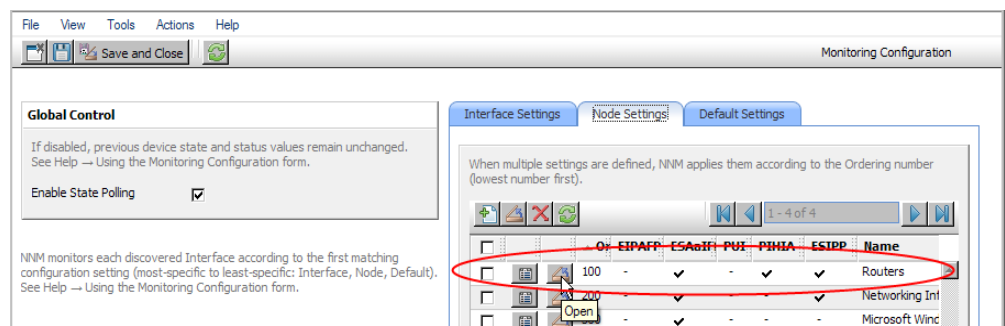 File View Tools Actions Help
Save and Close
Monitoring Configuration
Global Control
If disabled, previous device state and status values remain unchanged.
See Help → Using the Monitoring Configuration form.
Enable State Polling
NNM monitors each discovered Interface according to the first matching
configuration setting (most-specific to least-specific: Interface, Node, Default).
See Help → Using the Monitoring Configuration form.
Interface Settings Node Settings Default Settings
When multiple settings are defined, NNM applies them according to the Ordering number
(lowest number first).
1 - 4 of 4
Or EIPAFP ESAaIF PUI PIHIA ESIPP Name
100 - - Routers
200 - - Networking Inf
Open
- - - Microsoft Wind